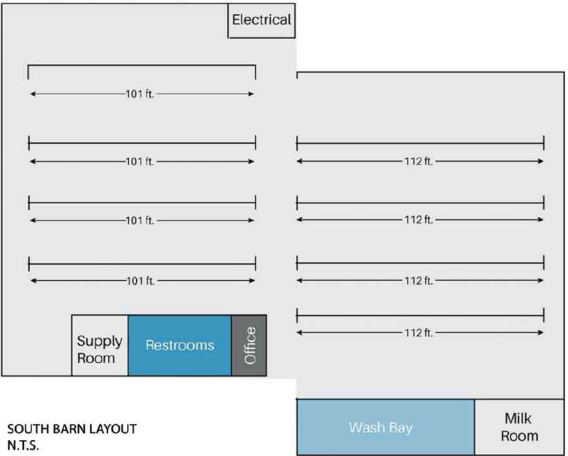 Electrical
101 ft.
101 ft.
112 ft.
101 ft.
112 ft.
101 ft.
112 ft.
112 ft.
Supply
Room
Restrooms
Office
Wash Bay
Milk
Room
SOUTH BARN LAYOUT
N.T.S.